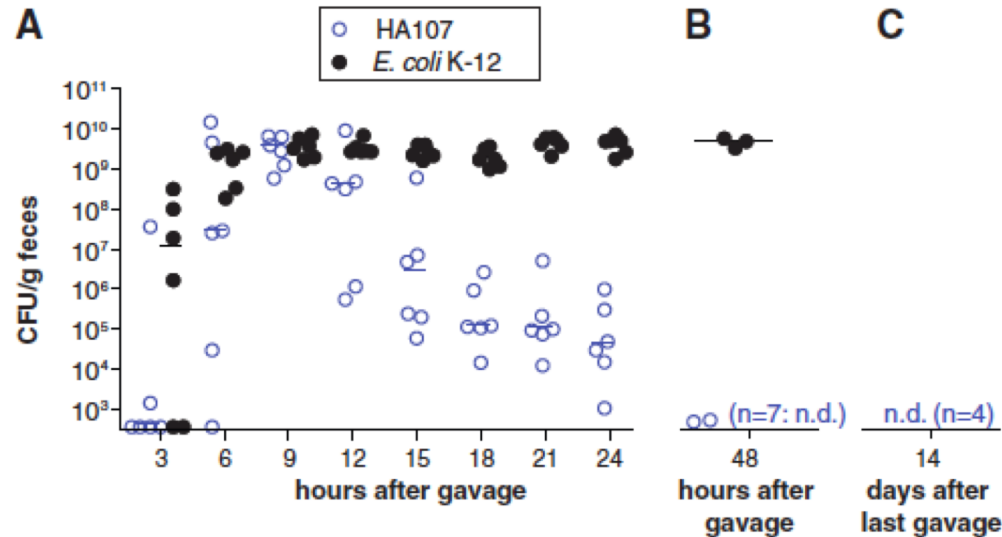 A
B
C
HA107
E. coli K-12
10¹¹
10¹⁰
10⁹
10⁸
10⁷
10⁶
10⁵
10⁴
10³
CFU/g feces
3 6 9 12 15 18 21 24
hours after gavage
(n=7: n.d.)
48
hours after
gavage
n.d. (n=4)
14
days after
last gavage